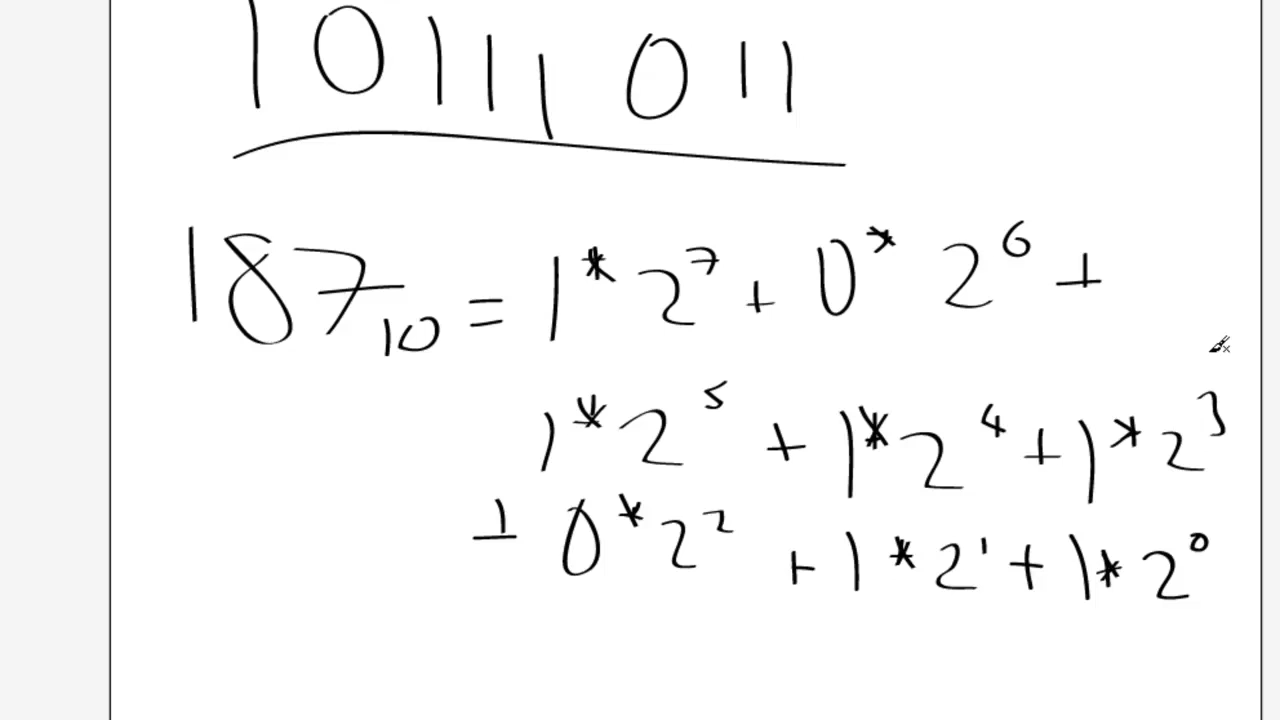 10111011
187₁₀ = 1*2⁷ + 0*2⁶ +
1*2⁵ + 1*2⁴ + 1*2³
+ 0*2² + 1*2¹ + 1*2⁰